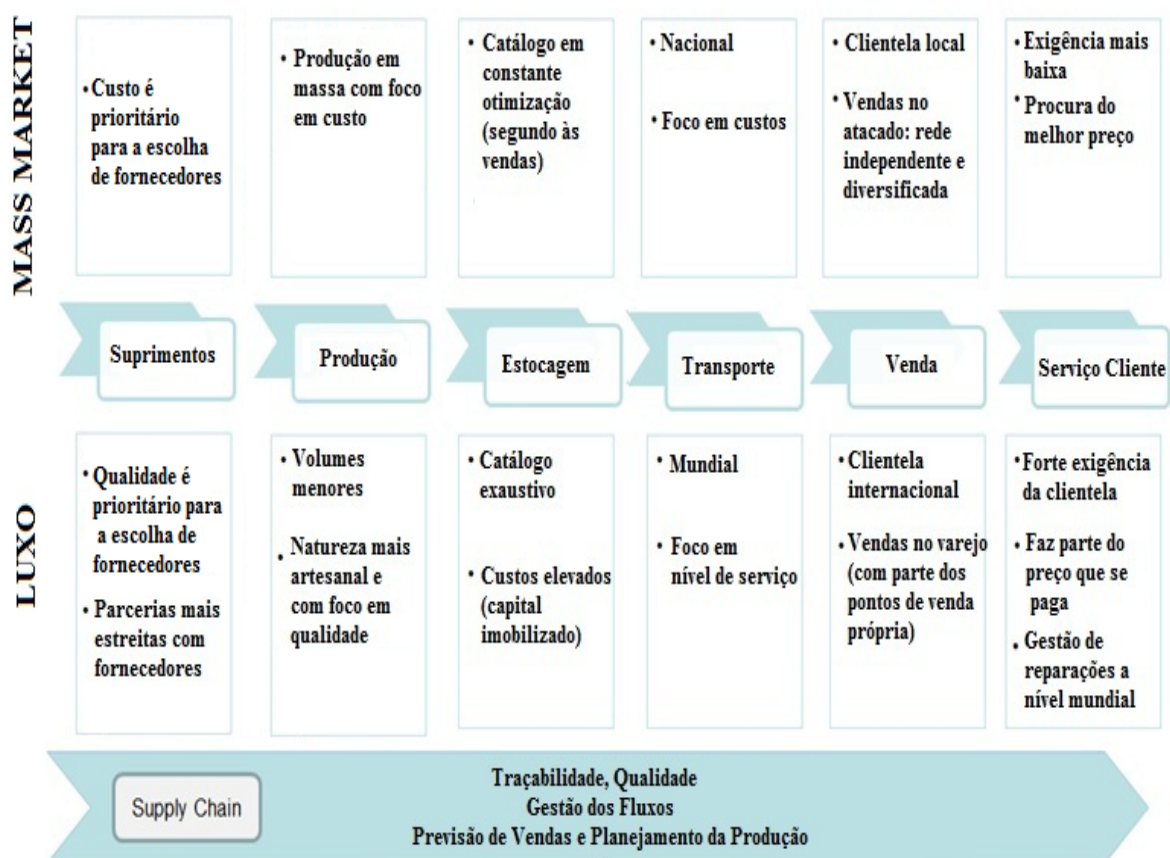 MASS MARKET
• Custo é
prioritário
para a escolha
de fornecedores
• Produção em
massa com foco
em custo
• Catálogo em
constante
otimização
(segundo às
vendas)
• Nacional
• Foco em custos
• Clientela local
• Vendas no
atacado: rede
independente e
diversificada
• Exigência mais
baixa
• Procura do
melhor preço
Suprimentos
Produção
Estocagem
Transporte
Venda
Serviço Cliente
LUXO
• Qualidade é
prioritário para
a escolha de
fornecedores
• Parcerias mais
estreitas com
fornecedores
• Volumes
menores
• Natureza mais
artesanal e
com foco em
qualidade
• Catálogo
exaustivo
• Custos elevados
(capital
imobilizado)
• Mundial
• Foco em
nível de serviço
• Clientela
internacional
• Vendas no varejo
(com parte dos
pontos de venda
própria)
• Forte exigência
da clientela
• Faz parte do
preço que se
paga
• Gestão de
reparações a
nível mundial
Supply Chain
Traçabilidade, Qualidade
Gestão dos Fluxos
Previsão de Vendas e Planejamento da Produção